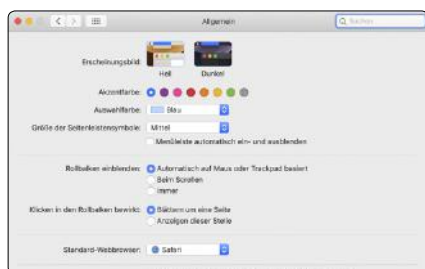 Allgemein
Suchen
Erscheinungsbild:
Hell Dunkel
Akzentfarbe:
Auswahlfarbe: Blau
Größe der Seitenleistensymbole: Mittel
Menüleiste automatisch ein- und ausblenden
Rollbalken einblenden: Automatisch auf Maus oder Trackpad basiert
Beim Scrollen
Immer
Klicken in den Rollbalken bewirkt: Blättern um eine Seite
Anzeigen dieser Stelle
Standard-Webbrowser: Safari